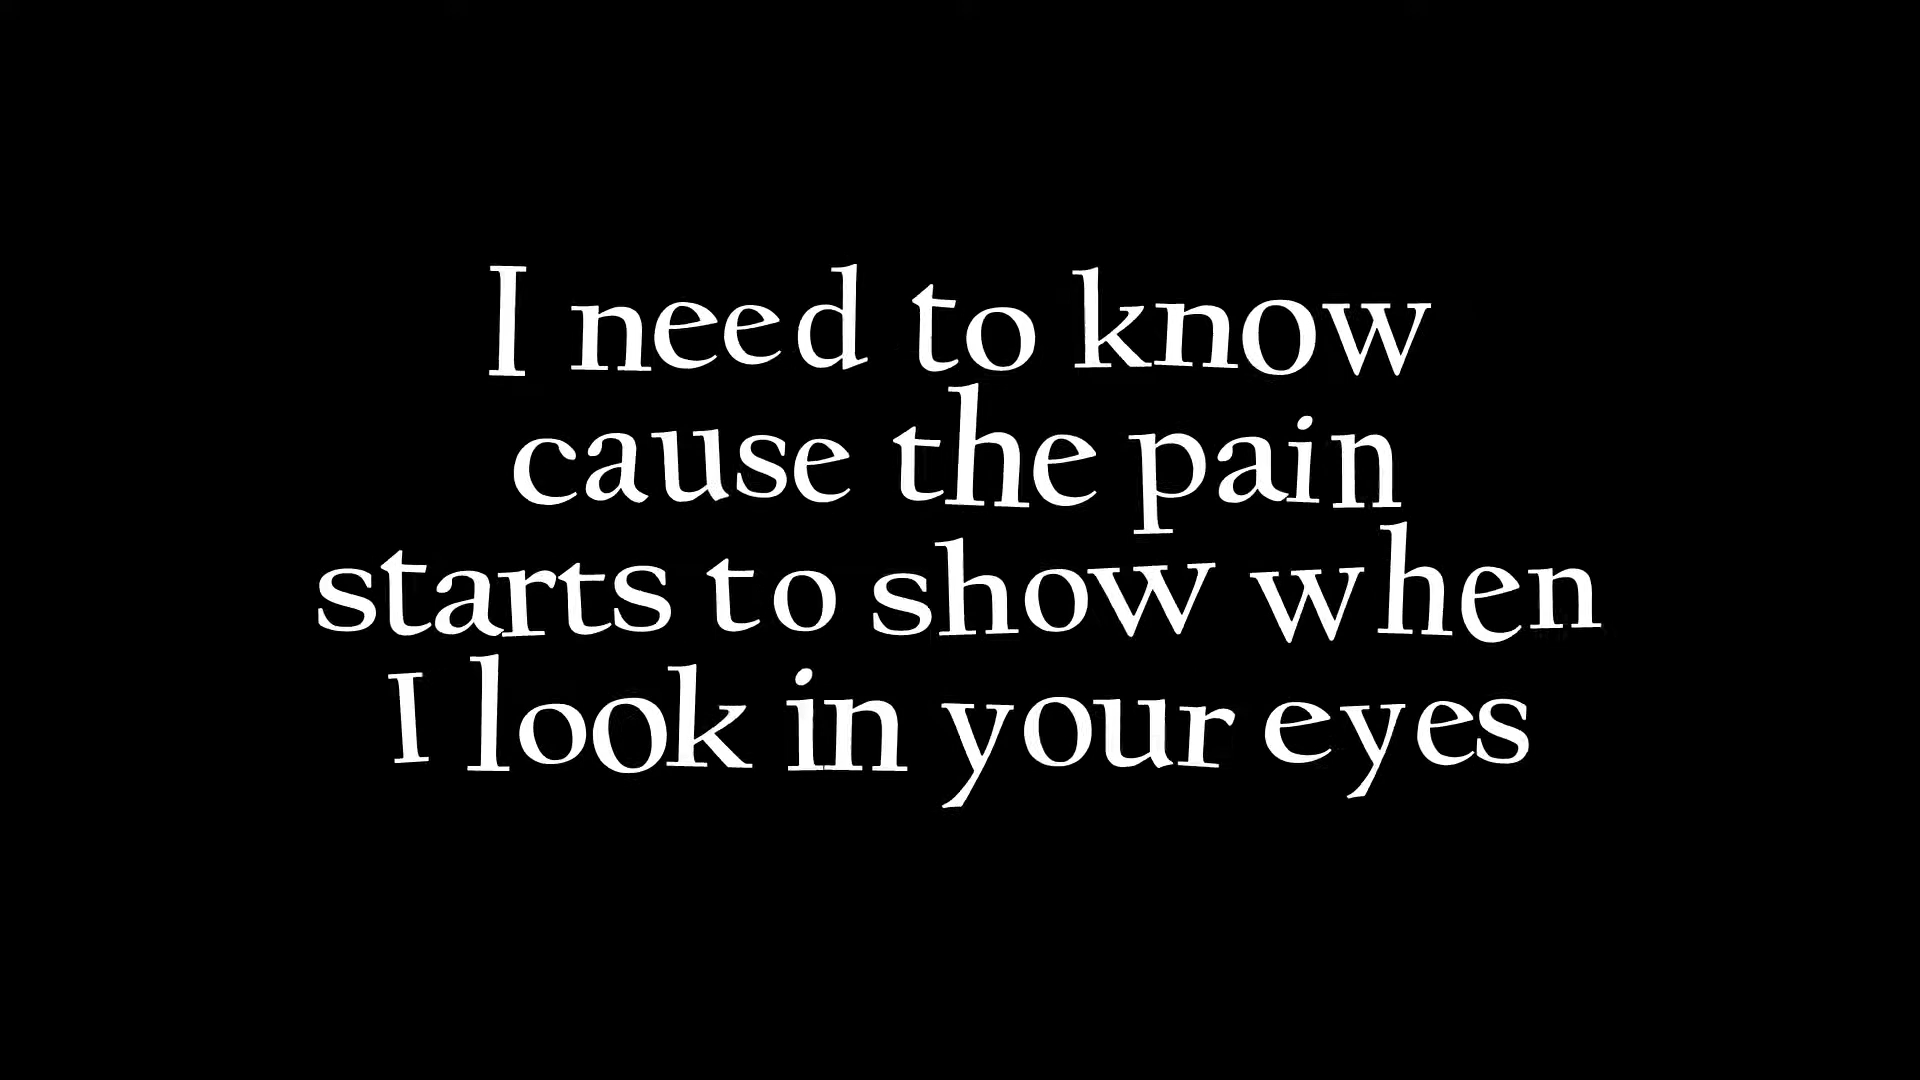 I need to know
cause the pain
starts to show when
I look in your eyes